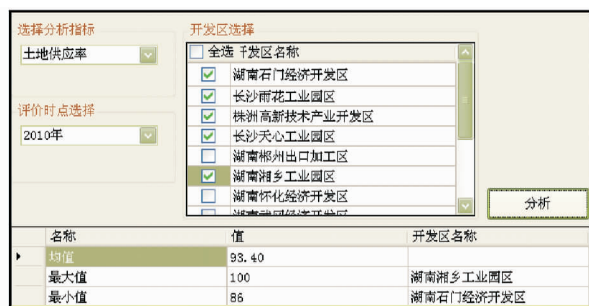 选择分析指标
土地供应率
评价时点选择
2010年
开发区选择
全选 开发区名称
湖南石门经济开发区
长沙雨花工业园区
株洲高新技术产业开发区
长沙天心工业园区
湖南郴州出口加工区
湖南湘乡工业园区
湖南怀化经济开发区
分析
名称 值 开发区名称
均值 93.40
最大值 100 湖南湘乡工业园区
最小值 86 湖南石门经济开发区